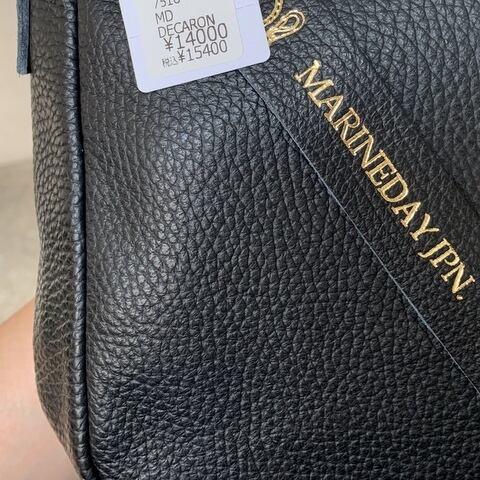 MD
DECARON
¥14000
税込¥15400
MARINEDAY JPN.